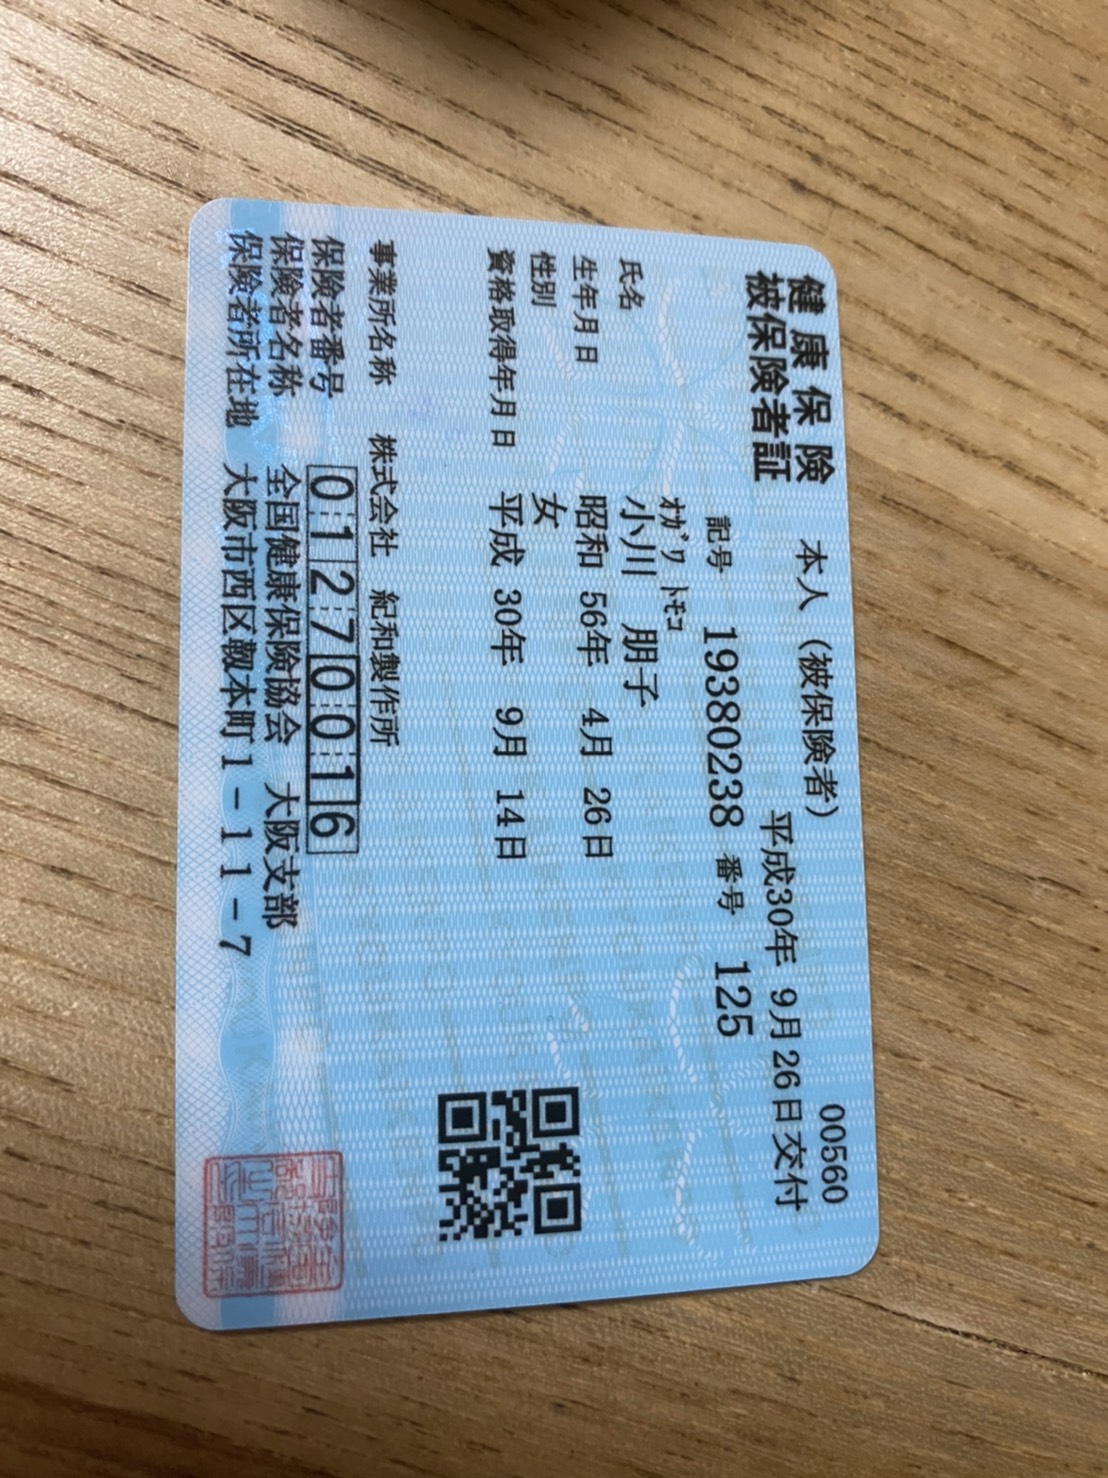 健康保険 本人（被保険者） 00560
被保険者証 平成30年 9月26日交付
記号 19380238 番号 125
ｵｶﾞﾜ ﾄﾓｺ
氏名 小川 朋子
生年月日 昭和 56年 4月 26日
性別 女
資格取得年月日 平成 30年 9月 14日
事業所名称 株式会社 紀和製作所
保険者番号 01270016
保険者名称 全国健康保険協会 大阪支部
保険者所在地 大阪市西区靱本町1-11-7